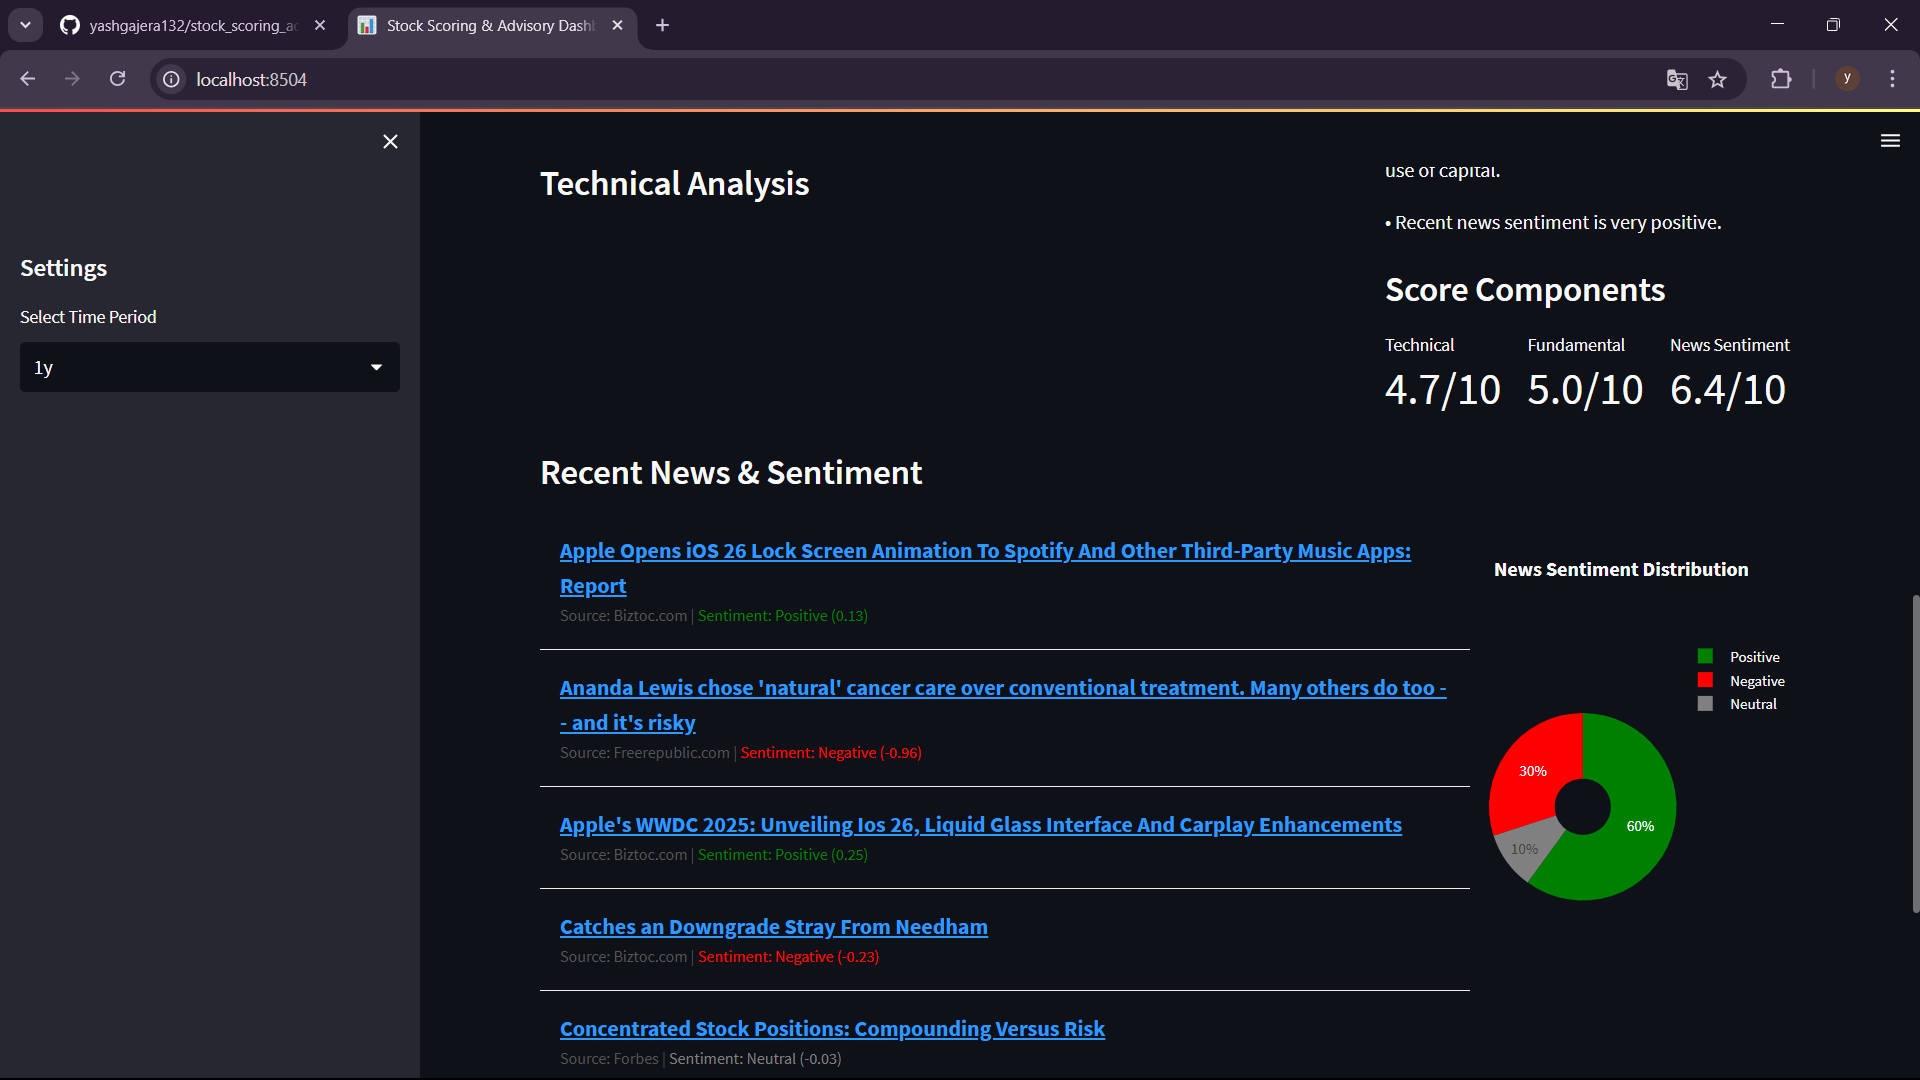 yashgajera132/stock_scoring_ac
Stock Scoring & Advisory Dashb
localhost:8504
y
Settings
Select Time Period
1y
Technical Analysis
use of capital.
• Recent news sentiment is very positive.
Score Components
Technical Fundamental News Sentiment
4.7/10 5.0/10 6.4/10
Recent News & Sentiment
Apple Opens iOS 26 Lock Screen Animation To Spotify And Other Third-Party Music Apps:
Report
Source: Biztoc.com | Sentiment: Positive (0.13)
Ananda Lewis chose 'natural' cancer care over conventional treatment. Many others do too -
- and it's risky
Source: Freerepublic.com | Sentiment: Negative (-0.96)
Apple's WWDC 2025: Unveiling Ios 26, Liquid Glass Interface And Carplay Enhancements
Source: Biztoc.com | Sentiment: Positive (0.25)
Catches an Downgrade Stray From Needham
Source: Biztoc.com | Sentiment: Negative (-0.23)
Concentrated Stock Positions: Compounding Versus Risk
Source: Forbes | Sentiment: Neutral (-0.03)
News Sentiment Distribution
Positive
Negative
Neutral
30%
60%
10%